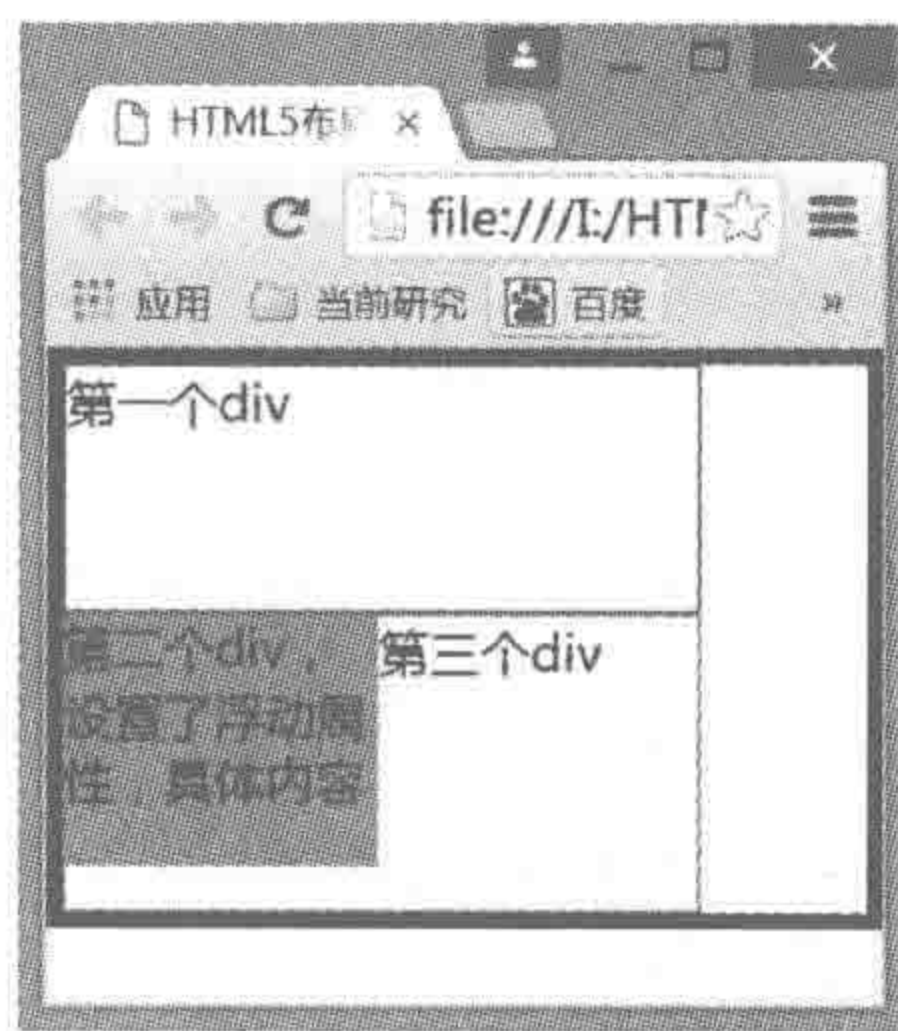 HTML5布
file:///I:/HTM
应用 当前研究 百度 »
第一个div
第二个div，
设置了浮动属
性，具体内容
第三个div